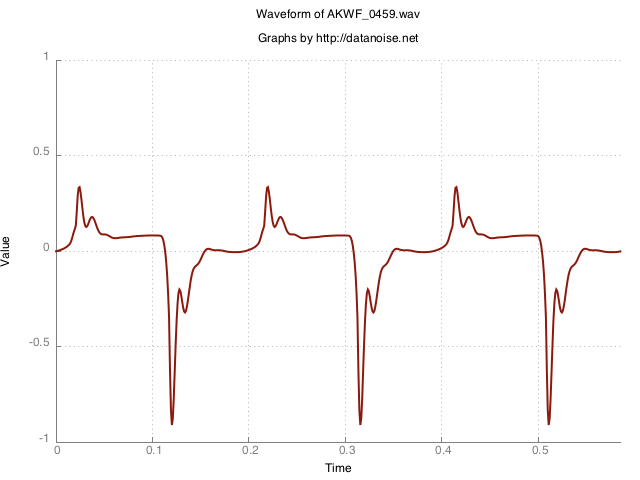 Waveform of AKWF_0459.wav
Graphs by http://datanoise.net
1
0.5
0
-0.5
-1
Value
0 0.1 0.2 0.3 0.4 0.5
Time